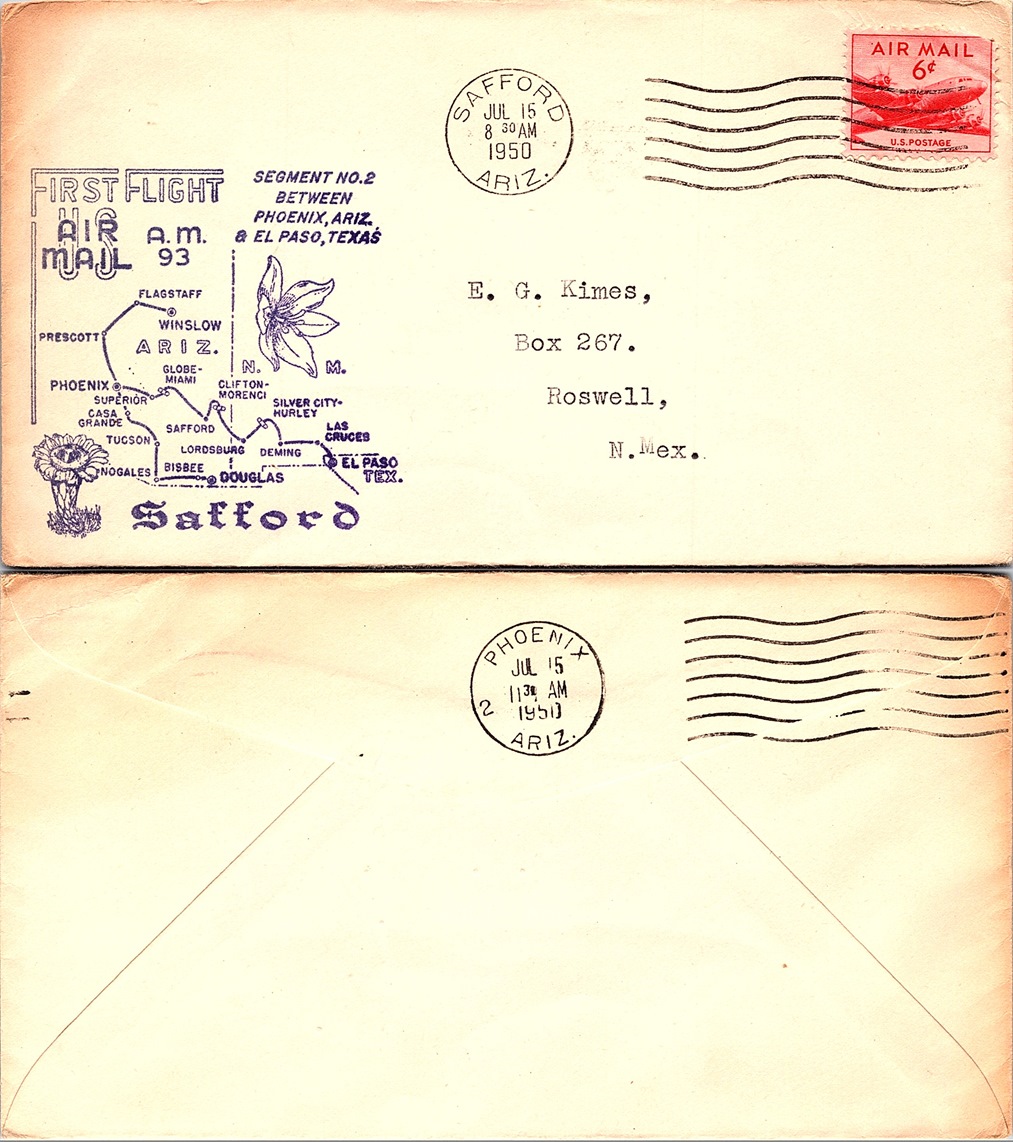 AIR MAIL
6¢
U.S. POSTAGE
SAFFORD
JUL 15
8 30 AM
1950
ARIZ.
FIRST FLIGHT
U S
AIR
MAIL
A.M.
93
SEGMENT NO. 2
BETWEEN
PHOENIX, ARIZ.
& EL PASO, TEXAS
FLAGSTAFF
WINSLOW
PRESCOTT
ARIZ.
N. M.
GLOBE-
MIAMI
PHOENIX
CLIFTON-
MORENCI
SUPERIOR
SILVER CITY-
HURLEY
CASA
GRANDE
SAFFORD
LAS
CRUCES
TUCSON
LORDSBURG
DEMING
EL PASO
TEX.
NOGALES
BISBEE
DOUGLAS
Safford
E. G. Kimes,
Box 267.
Roswell,
N.Mex.
PHOENIX
JUL 15
11 30 AM
2
1950
ARIZ.